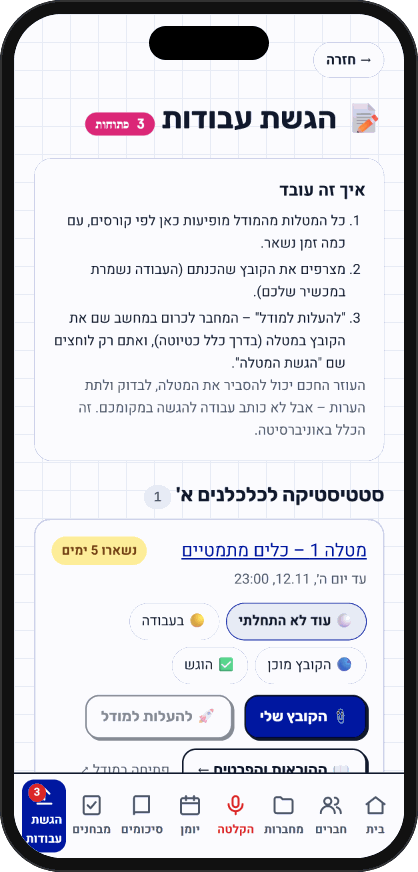 → חזרה
📝 הגשת עבודות 3 פתוחות
איך זה עובד
1. כל המטלות מהמודל מופיעות כאן לפי קורסים, עם
כמה זמן נשאר.
2. מצרפים את הקובץ שהכנתם (העבודה נשמרת
במכשיר שלכם).
3. "להעלות למודל" – המחבר לכרום במחשב שם את
הקובץ במטלה (בדרך כלל כטיוטה), ואתם רק לוחצים
שם "הגשת המטלה".
העוזר החכם יכול להסביר את המטלה, לבדוק ולתת
הערות – אבל לא כותב עבודה להגשה במקומכם. זה
הכלל באוניברסיטה.
סטטיסטיקה לכלכלנים א' 1
מטלה 1 – כלים מתמטיים נשארו 5 ימים
עד יום ה', 12.11, 23:00
עוד לא התחלתי בעבודה
הקובץ מוכן ✅ הוגש
📎 הקובץ שלי 🚀 להעלות למודל
📖 ההוראות והפרטים ← פתיחה במודל ↗
בית חברים מחברות הקלטה יומן סיכומים מבחנים הגשת
עבודות 3